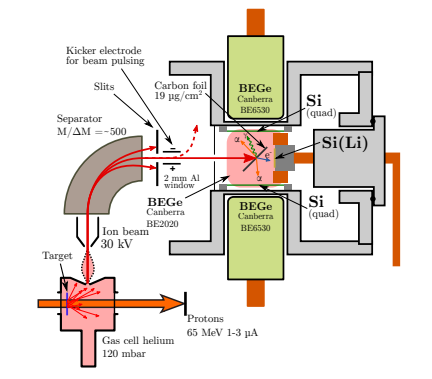 Kicker electrode
for beam pulsing
Slits
Carbon foil
19 µg/cm²
Separator
M/ΔM =~500
BEGe
Canberra
BE6530
Si
(quad)
Si(Li)
-
+
2 mm Al
window
α
e⁻
α
BEGe
Canberra
BE2020
BEGe
Canberra
BE6530
Si
(quad)
Ion beam
30 kV
Target
Protons
65 MeV 1-3 µA
Gas cell helium
120 mbar